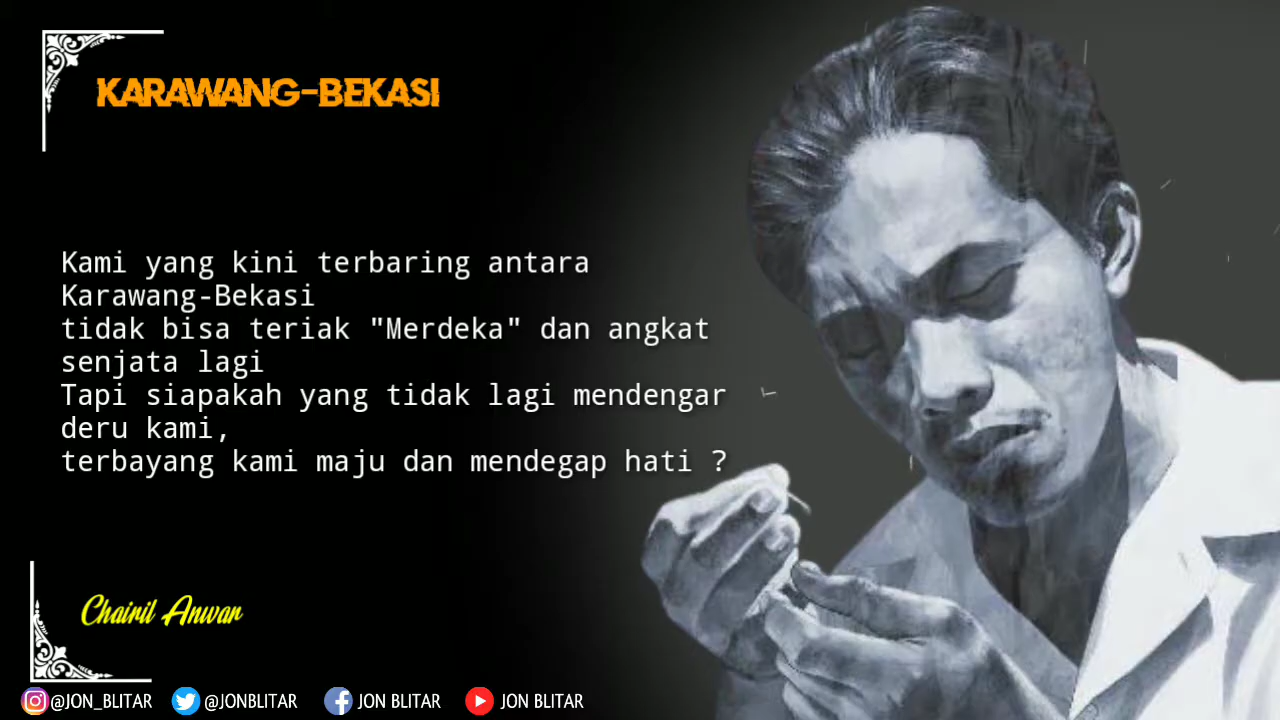 KARAWANG-BEKASI
Kami yang kini terbaring antara
Karawang-Bekasi
tidak bisa teriak "Merdeka" dan angkat
senjata lagi
Tapi siapakah yang tidak lagi mendengar
deru kami,
terbayang kami maju dan mendegap hati ?
Chairil Anwar
@JON_BLITAR @JONBLITAR JON BLITAR JON BLITAR